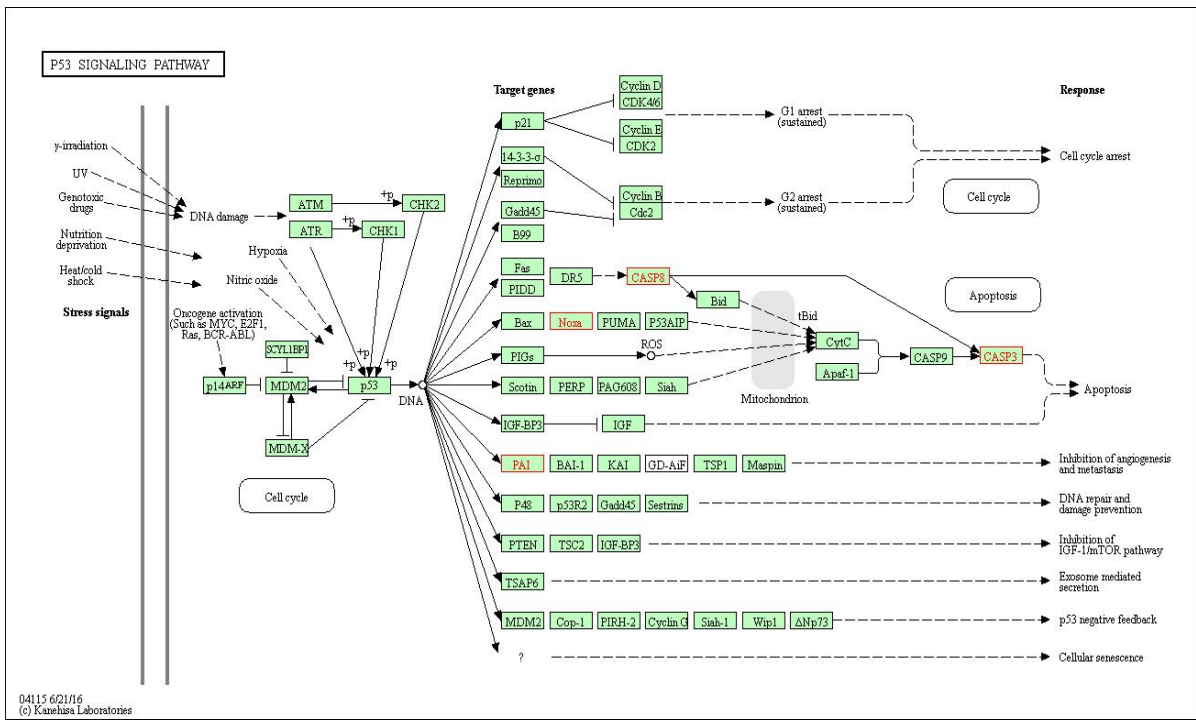 P53 SIGNALING PATHWAY
Target genes
Response
Cyclin D
CDK4/6
p21
G1 arrest
(sustained)
Cyclin E
CDK2
Cell cycle arrest
γ-irradiation
UV
Genotoxic
drugs
Nutrition
deprivation
Heat/cold
shock
Stress signals
DNA damage
ATM
+p
CHK2
ATR
+p
CHK1
14-3-3-σ
Reprimo
Gadd45
B99
Cyclin B
Cdc2
G2 arrest
(sustained)
Cell cycle
Hypoxia
Nitric oxide
Oncogene activation
(Such as MYC, E2F1,
Ras, BCR-ABL)
Fas
PIDD
DR5
CASP8
Bid
tBid
Apoptosis
Bax
Noxa
PUMA
P53AIP
Mitochondrion
CytC
Apaf-1
CASP9
CASP3
Apoptosis
PIGs
ROS
SCYL1BP1
+p
+p
+p
p14ARF
MDM2
p53
DNA
MDM-X
Cell cycle
Scotin
PERP
PAG608
Siah
IGF-BP3
IGF
PAI
BAI-1
KAI
GD-AiF
TSP1
Maspin
Inhibition of angiogenesis
and metastasis
P48
p53R2
Gadd45
Sestrins
DNA repair and
damage prevention
PTEN
TSC2
IGF-BP3
Inhibition of
IGF-1/mTOR pathway
TSAP6
Exosome mediated
secretion
MDM2
Cop-1
PIRH-2
Cyclin G
Siah-1
Wip1
ΔNp73
p53 negative feedback
?
Cellular senescence
04115 6/21/16
(c) Kanehisa Laboratories